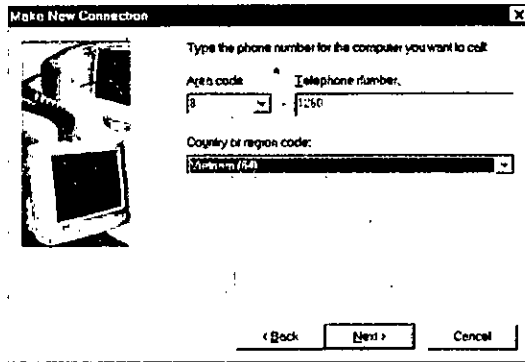 Make New Connection
Type the phone number for the computer you want to call:
Area code: Telephone number:
8 - 1260
Country or region code:
Vietnam (84)
< Back Next > Cancel